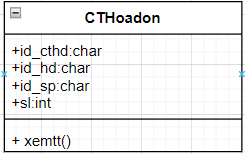 CTHoadon
+id_cthd:char
+id_hd:char
+id_sp:char
+sl:int
+ xemtt()